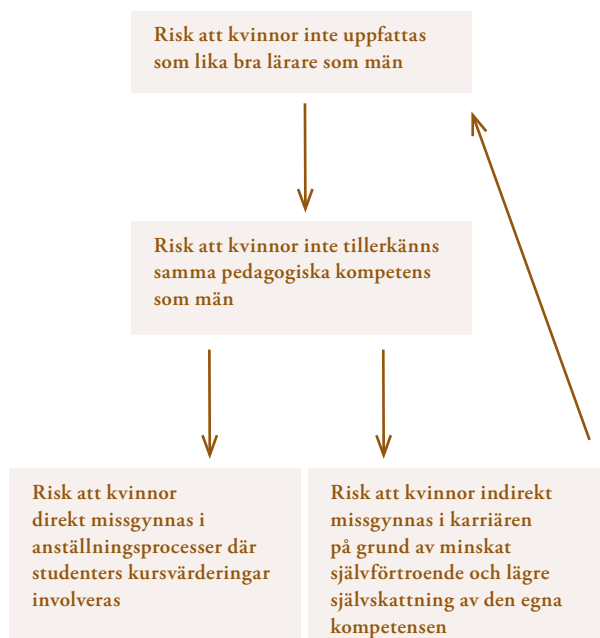 Risk att kvinnor inte uppfattas
som lika bra lärare som män
Risk att kvinnor inte tillerkänns
samma pedagogiska kompetens
som män
Risk att kvinnor
direkt missgynnas i
anställningsprocesser där
studenters kursvärderingar
involveras
Risk att kvinnor indirekt
missgynnas i karriären
på grund av minskat
självförtroende och lägre
självskattning av den egna
kompetensen